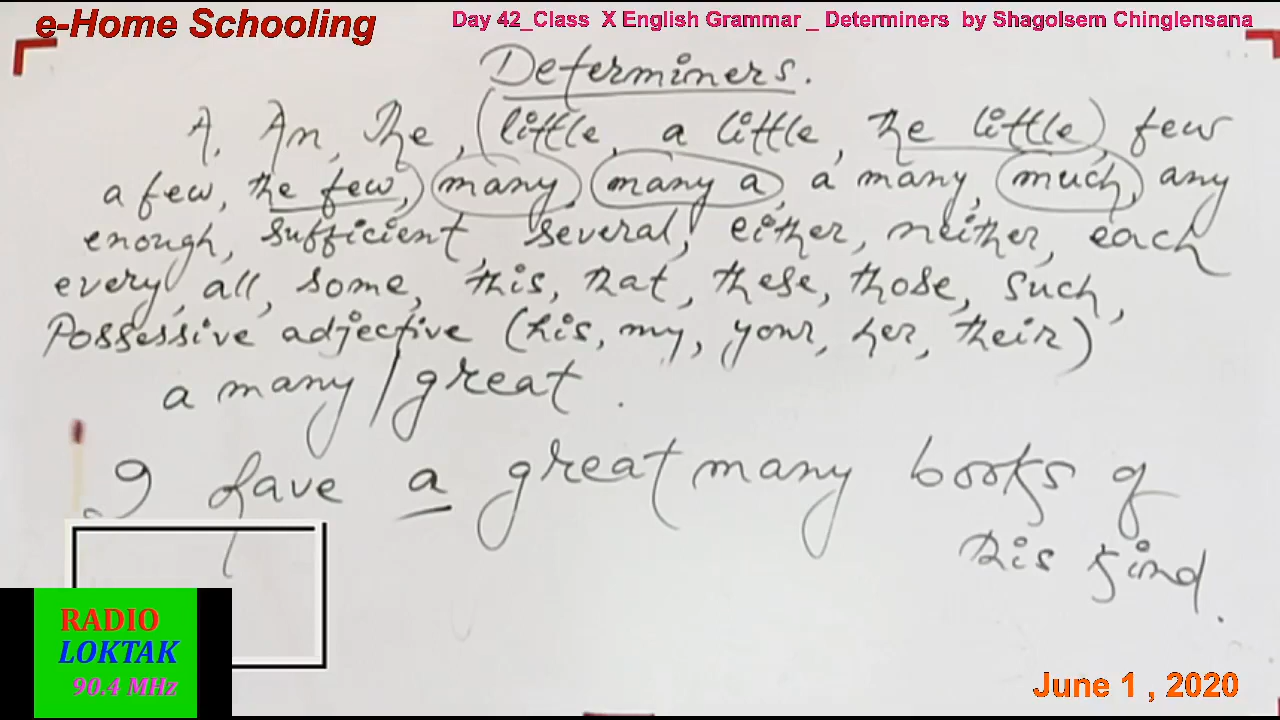 e-Home Schooling
Day 42_Class X English Grammar _ Determiners by Shagolsem Chinglensana
Determiners.
A, An, The, (little, a little, the little), few
a few, the few,) many, many a, a many, much, any
enough, sufficient, several, either, neither, each
every, all, some, this, that, these, those, such,
Possessive adjective (his, my, your, her, their)
a many / great.
I have a great many books of
this kind.
RADIO
LOKTAK
90.4 MHz
June 1 , 2020